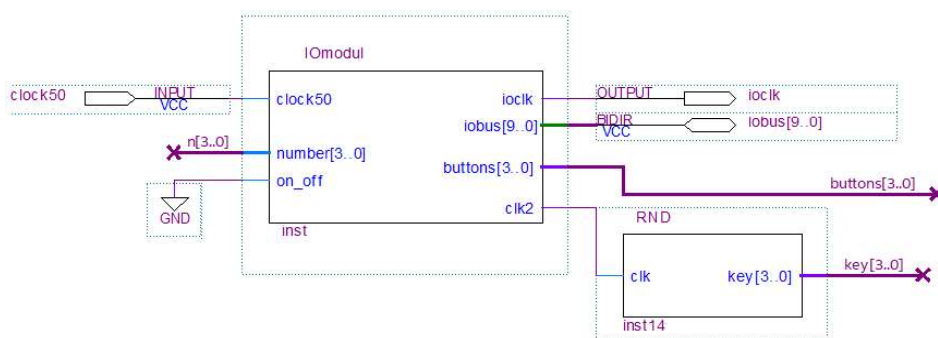 IOmodul
clock50
INPUT
VCC
clock50
ioclk
OUTPUT
ioclk
iobus[9..0]
BIDIR
VCC
iobus[9..0]
n[3..0]
number[3..0]
buttons[3..0]
buttons[3..0]
on_off
GND
clk2
inst
RND
clk
key[3..0]
key[3..0]
inst14